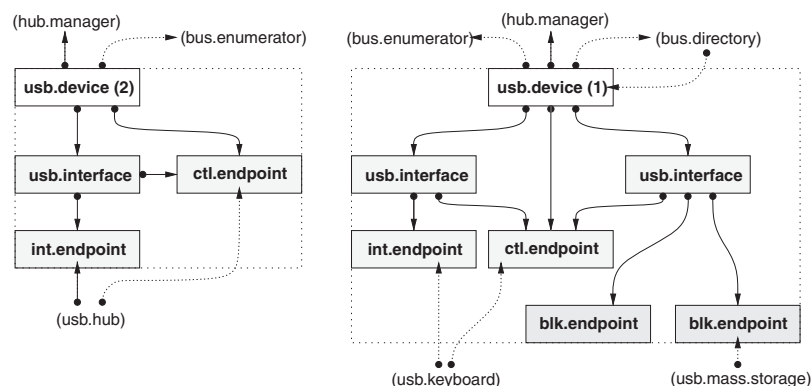 (hub.manager)
(bus.enumerator)
usb.device (2)
usb.interface
ctl.endpoint
int.endpoint
(usb.hub)
(hub.manager)
(bus.enumerator)
(bus.directory)
usb.device (1)
usb.interface
usb.interface
int.endpoint
ctl.endpoint
blk.endpoint
blk.endpoint
(usb.keyboard)
(usb.mass.storage)